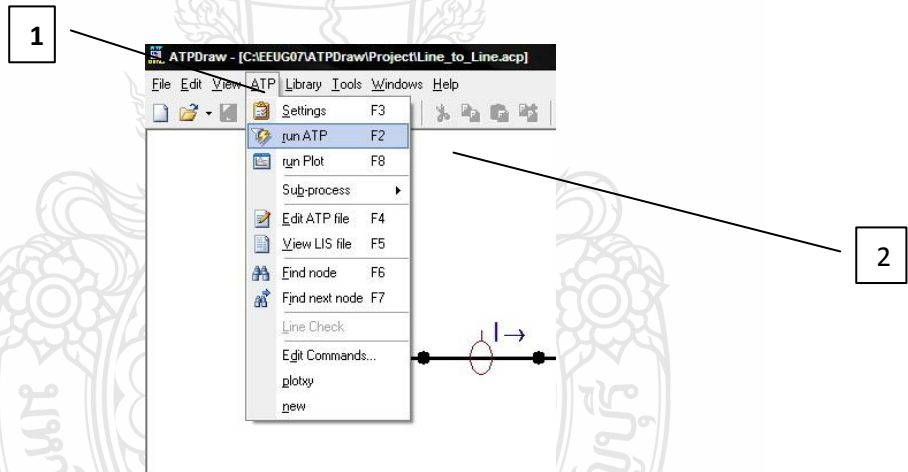 1
ATPDraw - [C:\EEUG07\ATPDraw\Project\Line_to_Line.acp]
File Edit View ATP Library Tools Windows Help
Settings F3
run ATP F2
run Plot F8
Sub-process
Edit ATP file F4
View LIS file F5
Find node F6
Find next node F7
Line Check
Edit Commands...
plotxy
new
I→
2